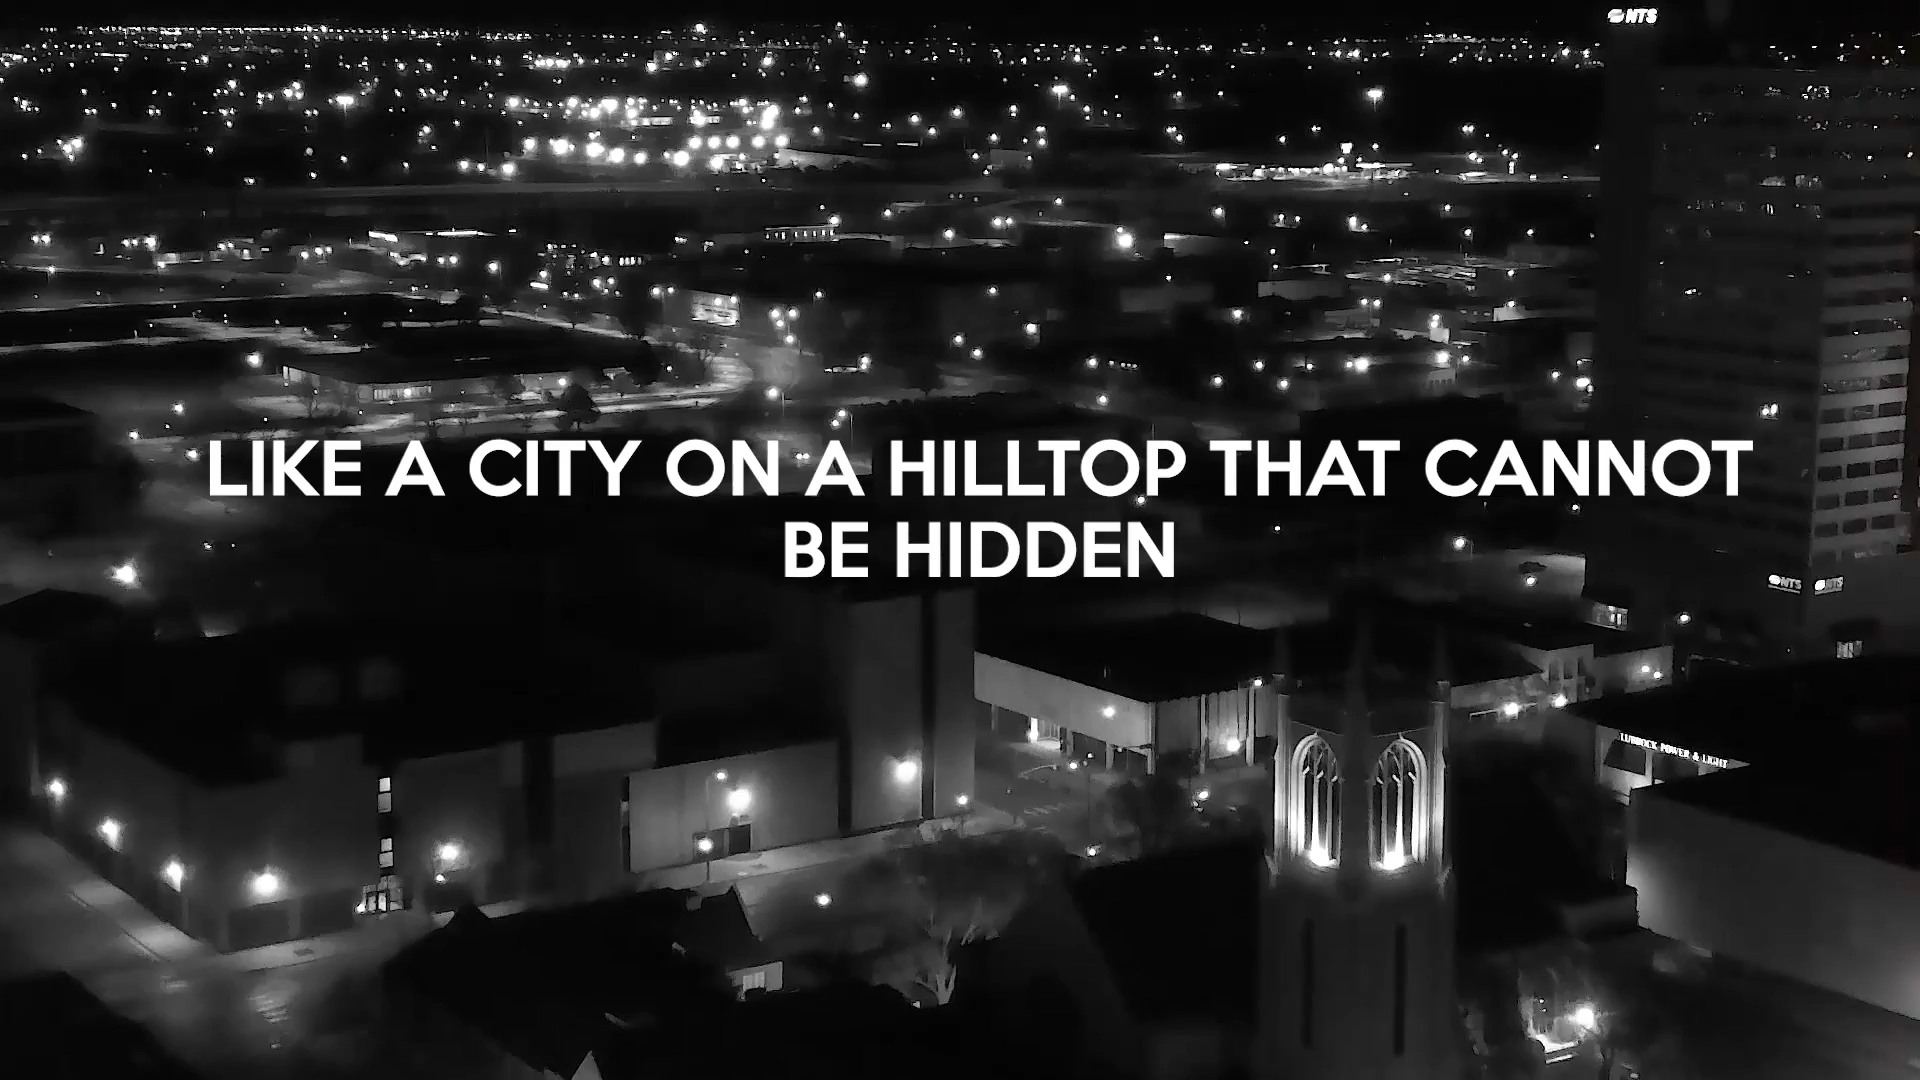 NTS
LIKE A CITY ON A HILLTOP THAT CANNOT
BE HIDDEN
NTS NTS
LUBBOCK POWER & LIGHT